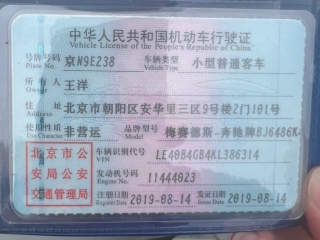 中华人民共和国机动车行驶证
Vehicle License of the People's Republic of China
号牌号码 京N9E238 车辆类型 小型普通客车
Plate No. Vehicle Type
所有人 王洋
Owner
住址 北京市朝阳区安华里三区9号楼2门101号
Address
使用性质 非营运 品牌型号 梅赛德斯-奔驰牌BJ6486K
Use Character Model
北京市公安局公安交通管理局
车辆识别代号 LE40B4GB4KL386314
VIN
发动机号码 11444023
Engine No.
注册日期 2019-08-14 发证日期 2019-08-14
Register Date Issue Date